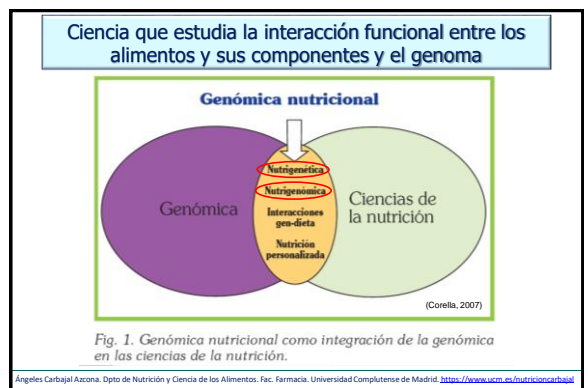 Ciencia que estudia la interacción funcional entre los
alimentos y sus componentes y el genoma
Genómica nutricional
Nutrigenética
Nutrigenómica
Interacciones
gen-dieta
Nutrición
personalizada
Genómica
Ciencias de
la nutrición
(Corella, 2007)
Fig. 1. Genómica nutricional como integración de la genómica
en las ciencias de la nutrición.
Ángeles Carbajal Azcona. Dpto de Nutrición y Ciencia de los Alimentos. Fac. Farmacia. Universidad Complutense de Madrid. https://www.ucm.es/nutricioncarbajal